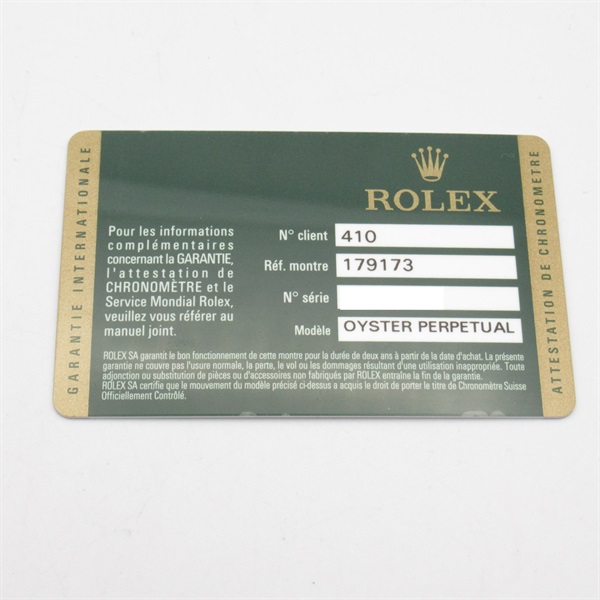 GARANTIE INTERNATIONALE
ROLEX
Pour les informations
complémentaires
concernant la GARANTIE,
l'attestation de
CHRONOMÈTRE et le
Service Mondial Rolex,
veuillez vous référer au
manuel joint.
N° client 410
Réf. montre 179173
N° série
Modèle OYSTER PERPETUAL
ROLEX SA garantit le bon fonctionnement de cette montre pour la durée de deux ans à partir de la date d'achat. La présente
garantie ne couvre pas l'usure normale, la perte, le vol ou les dommages résultant d'une utilisation inappropriée. Toute
adjonction ou substitution de pièces ou d'accessoires non fabriqués par ROLEX entraîne la fin de la garantie.
ROLEX SA certifie que le mouvement du modèle précisé ci-dessus a acquis le droit de porter le titre de Chronomètre Suisse
Officiellement Contrôlé.
ATTESTATION DE CHRONOMETRE